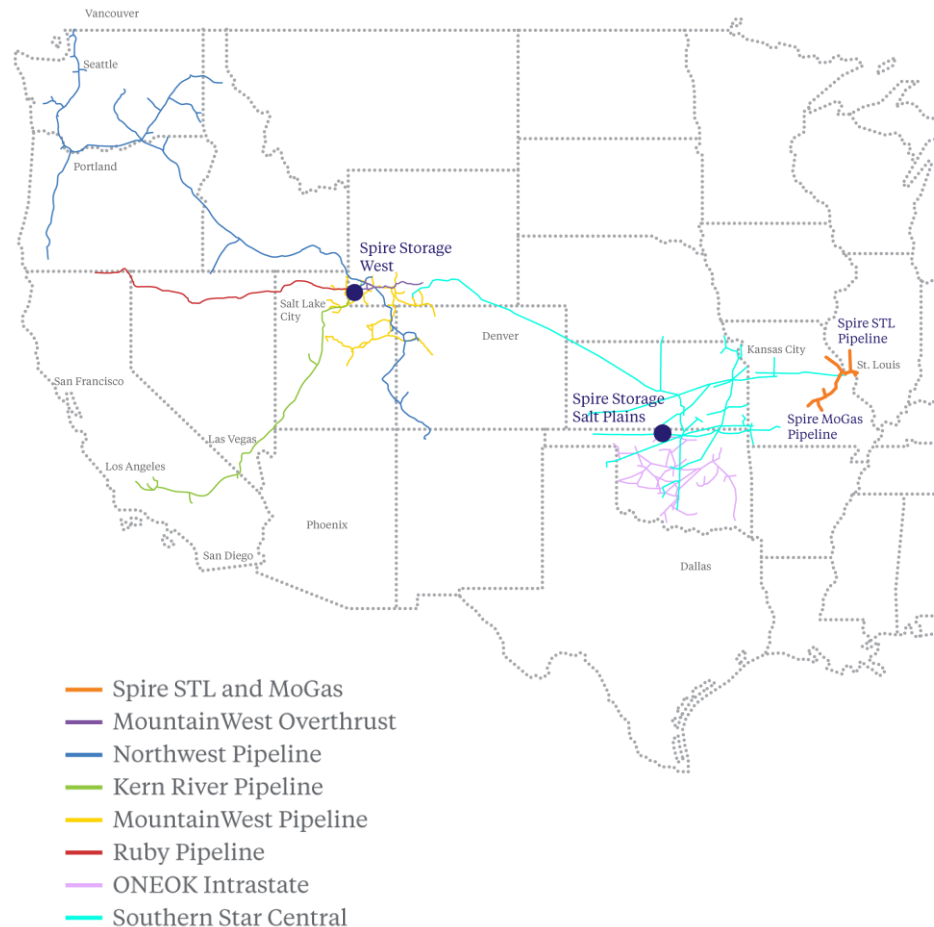 Vancouver
Seattle
Portland
Spire Storage
West
Salt Lake
City
Denver
Spire STL
Pipeline
Kansas City
St. Louis
San Francisco
Spire Storage
Salt Plains
Spire MoGas
Pipeline
Las Vegas
Los Angeles
Phoenix
San Diego
Dallas
Spire STL and MoGas
MountainWest Overthrust
Northwest Pipeline
Kern River Pipeline
MountainWest Pipeline
Ruby Pipeline
ONEOK Intrastate
Southern Star Central